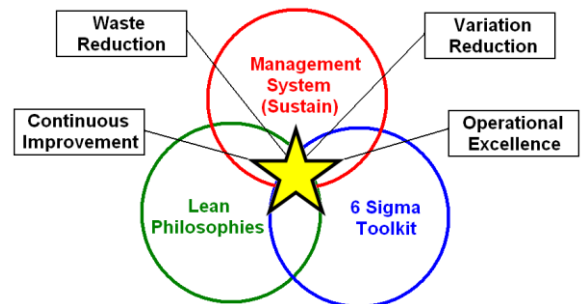 Waste
Reduction
Variation
Reduction
Management
System
(Sustain)
Continuous
Improvement
Operational
Excellence
Lean
Philosophies
6 Sigma
Toolkit